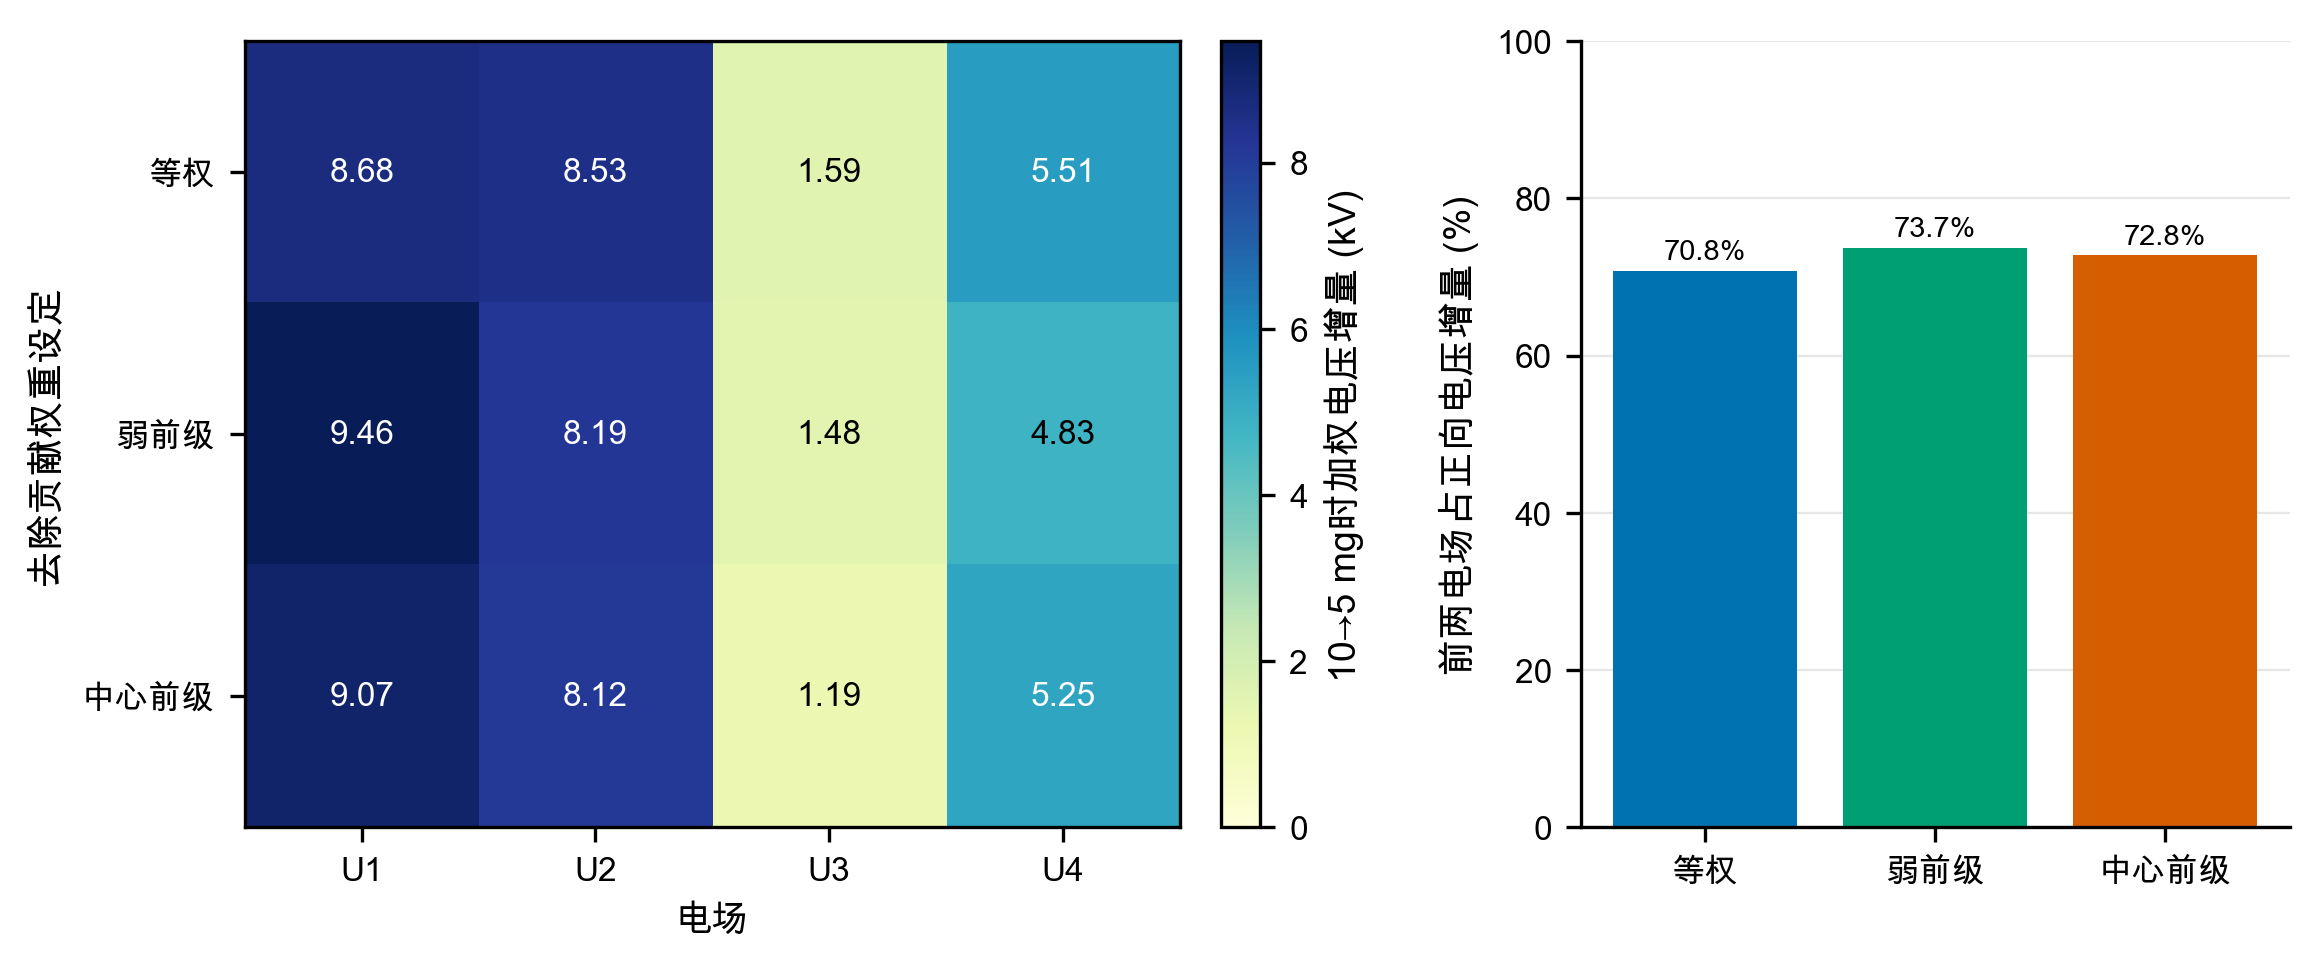 去除贡献权重设定
等权
8.68
8.53
1.59
5.51
弱前级
9.46
8.19
1.48
4.83
中心前级
9.07
8.12
1.19
5.25
U1
U2
U3
U4
电场
8
6
4
2
0
10→5 mg时加权电压增量 (kV)
前两电场占正向电压增量 (%)
100
80
60
40
20
0
70.8%
73.7%
72.8%
等权
弱前级
中心前级